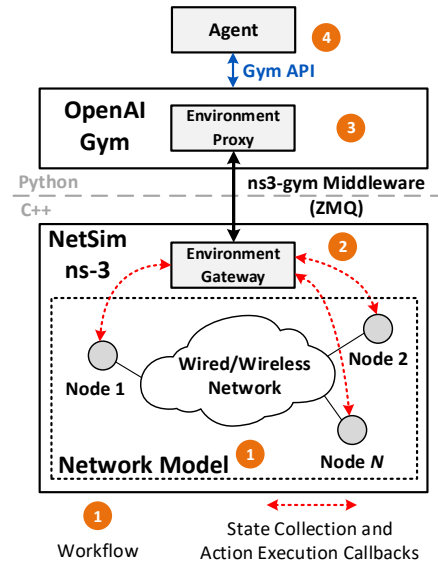 Agent
4
Gym API
OpenAI
Gym
Environment
Proxy
3
Python
ns3-gym Middleware
C++
(ZMQ)
NetSim
ns-3
Environment
Gateway
2
Node 1
Wired/Wireless
Network
Node 2
Node N
Network Model
1
1
Workflow
State Collection and
Action Execution Callbacks